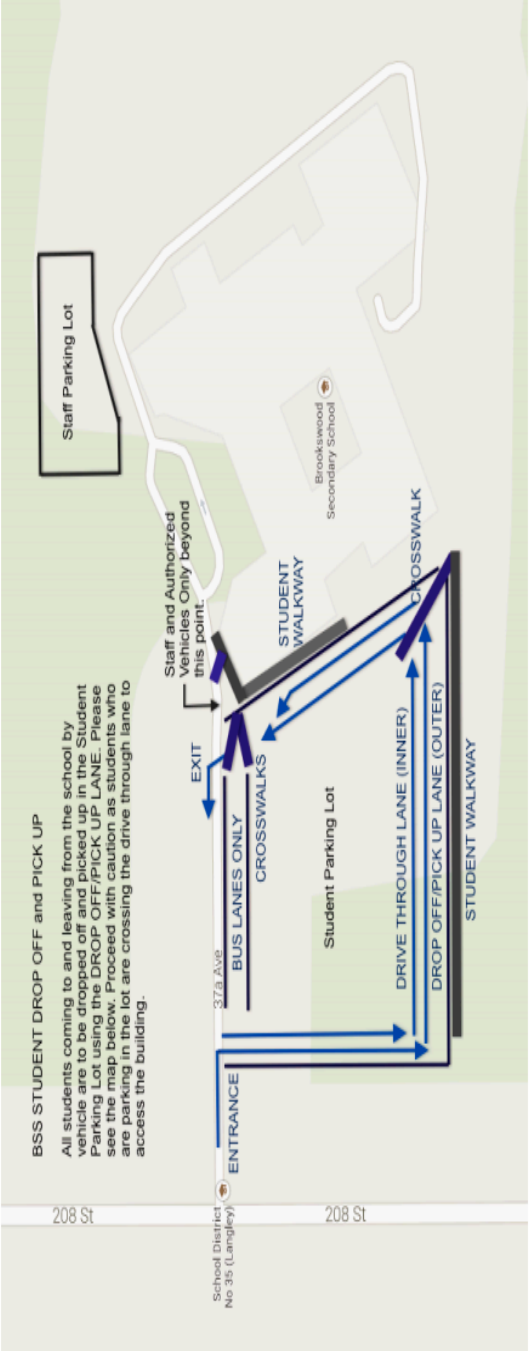 BSS STUDENT DROP OFF and PICK UP
All students coming to and leaving from the school by
vehicle are to be dropped off and picked up in the Student
Parking Lot using the DROP OFF/PICK UP LANE. Please
see the map below. Proceed with caution as students who
are parking in the lot are crossing the drive through lane to
access the building.
Staff Parking Lot
Staff and Authorized
Vehicles Only beyond
this point.
EXIT
208 St
School District
No 35 (Langley)
ENTRANCE
37a Ave
BUS LANES ONLY
CROSSWALKS
STUDENT
WALKWAY
Brookswood
Secondary School
Student Parking Lot
208 St
DRIVE THROUGH LANE (INNER)
CROSSWALK
DROP OFF/PICK UP LANE (OUTER)
STUDENT WALKWAY